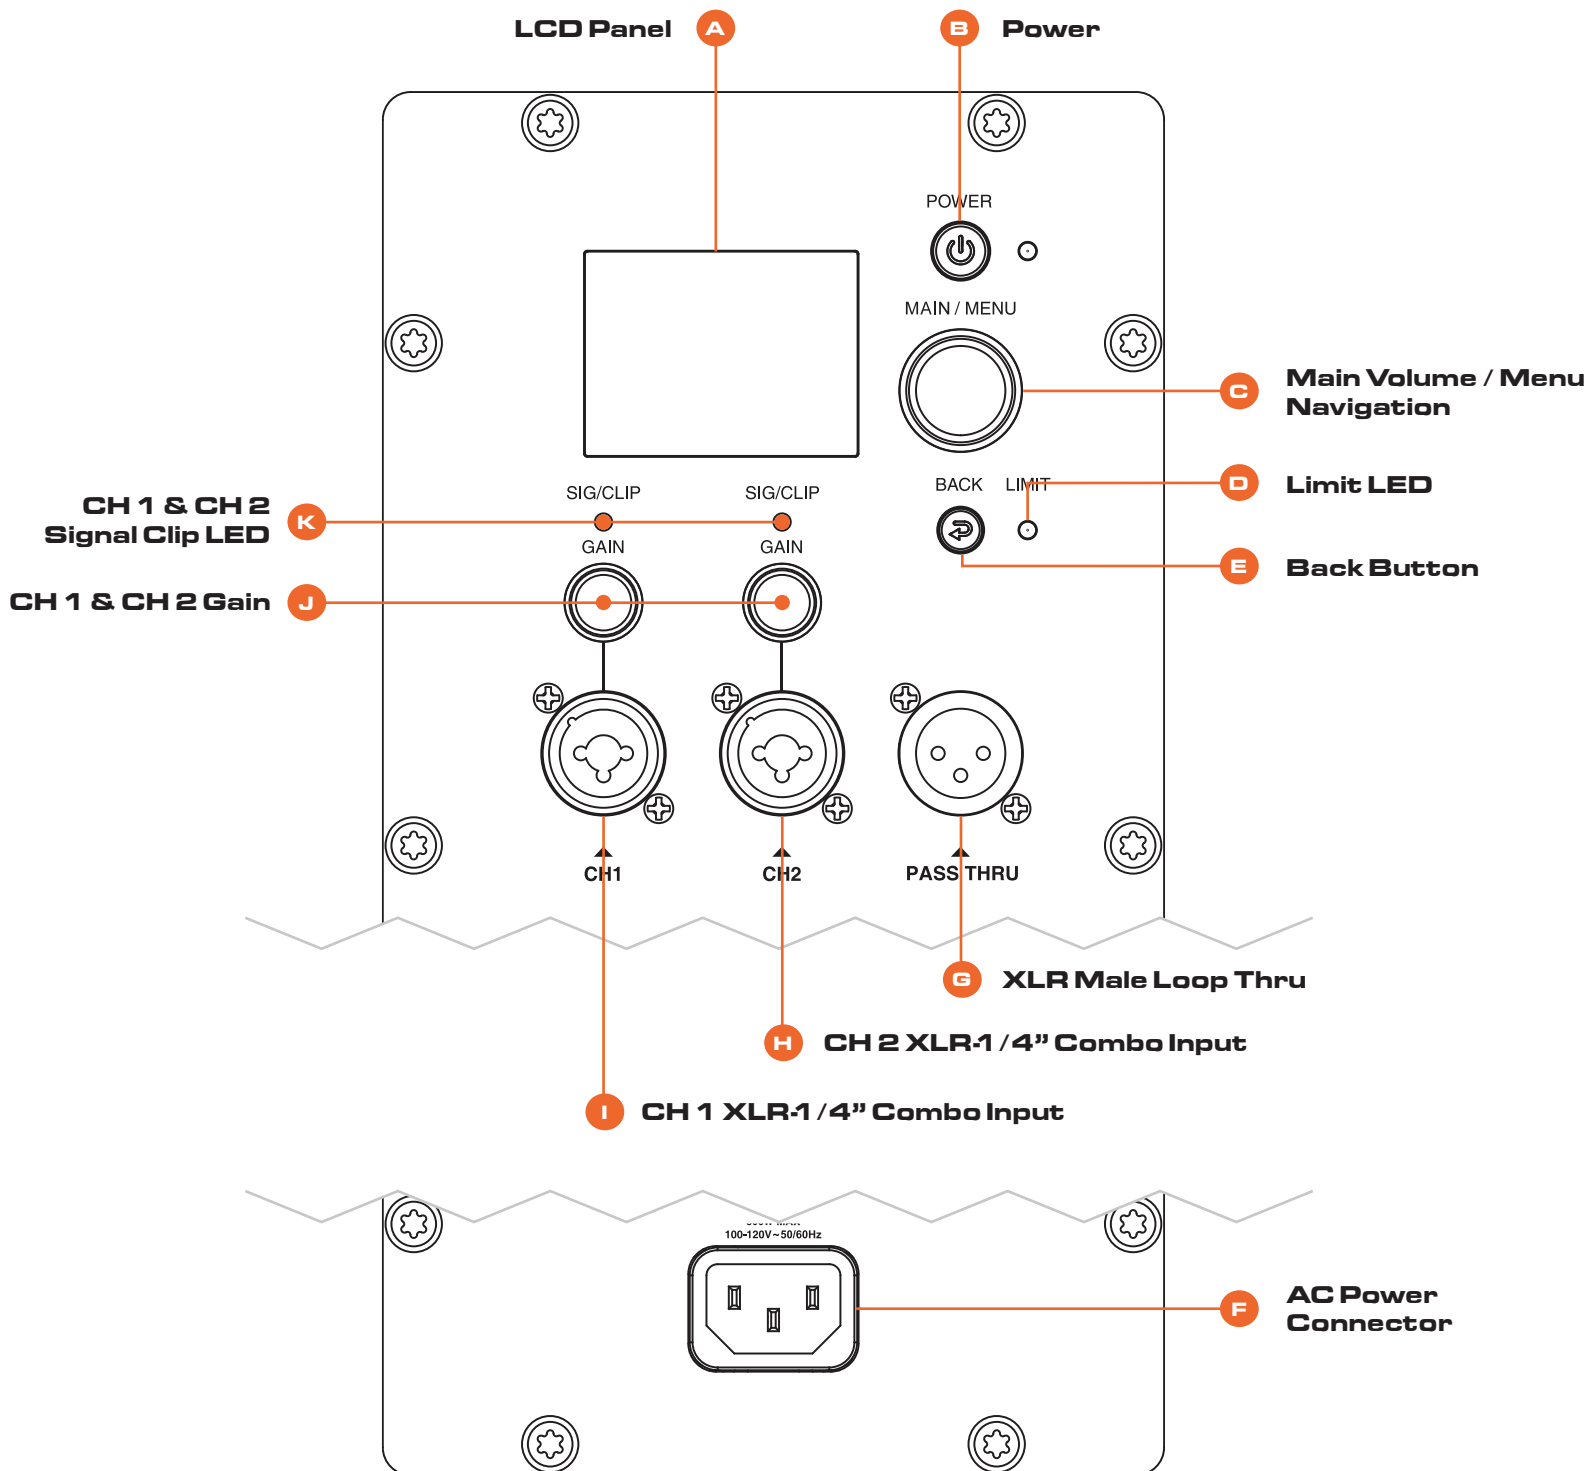 LCD Panel A
B Power
POWER
MAIN / MENU
C Main Volume / Menu
Navigation
SIG/CLIP SIG/CLIP
BACK LIMIT
D Limit LED
CH 1 & CH 2
Signal Clip LED
K
GAIN GAIN
E Back Button
CH 1 & CH 2 Gain J
CH1 CH2 PASS THRU
G XLR Male Loop Thru
H CH 2 XLR-1/4” Combo Input
I CH 1 XLR-1/4” Combo Input
100-120V~50/60Hz
F AC Power
Connector